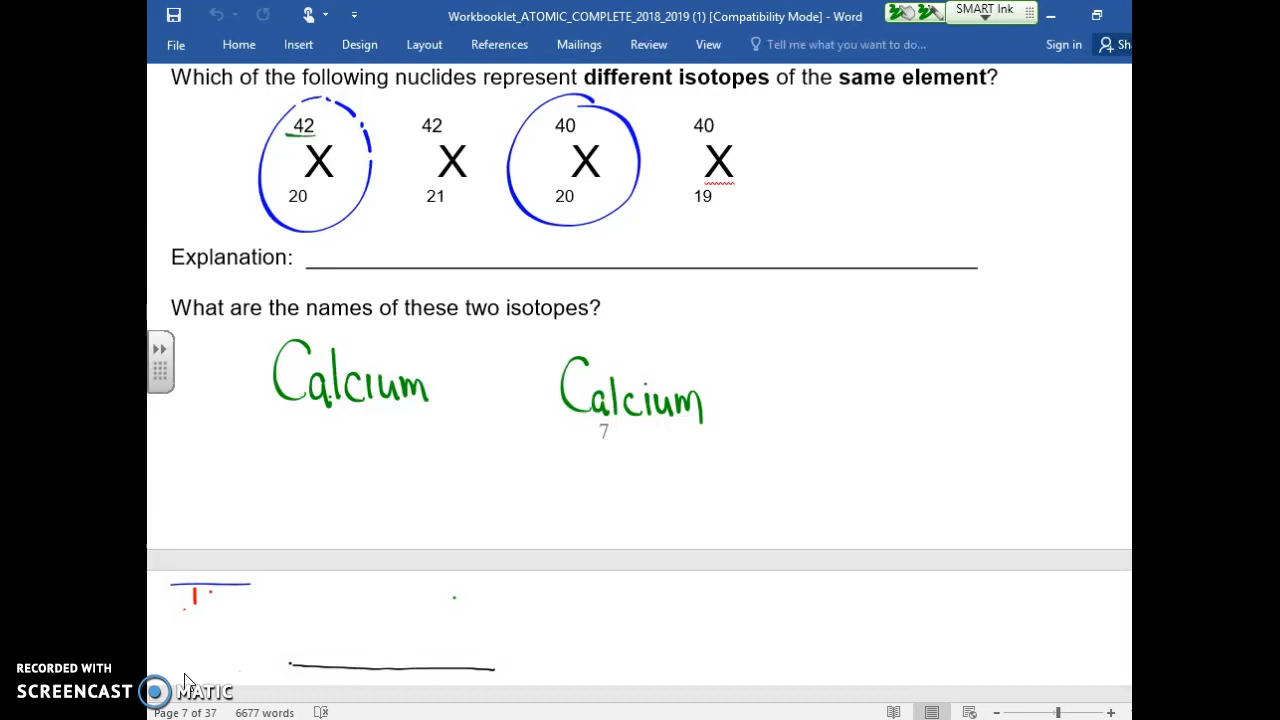 Workbooklet_ATOMIC_COMPLETE_2018_2019 (1) [Compatibility Mode] - Word
SMART Ink
File Home Insert Design Layout References Mailings Review View Tell me what you want to do... Sign in Sh
Which of the following nuclides represent different isotopes of the same element?
42 42 40 40
X X X X
20 21 20 19
Explanation:
What are the names of these two isotopes?
Calcium Calcium
7
RECORDED WITH
SCREENCAST MATIC
Page 7 of 37 6677 words